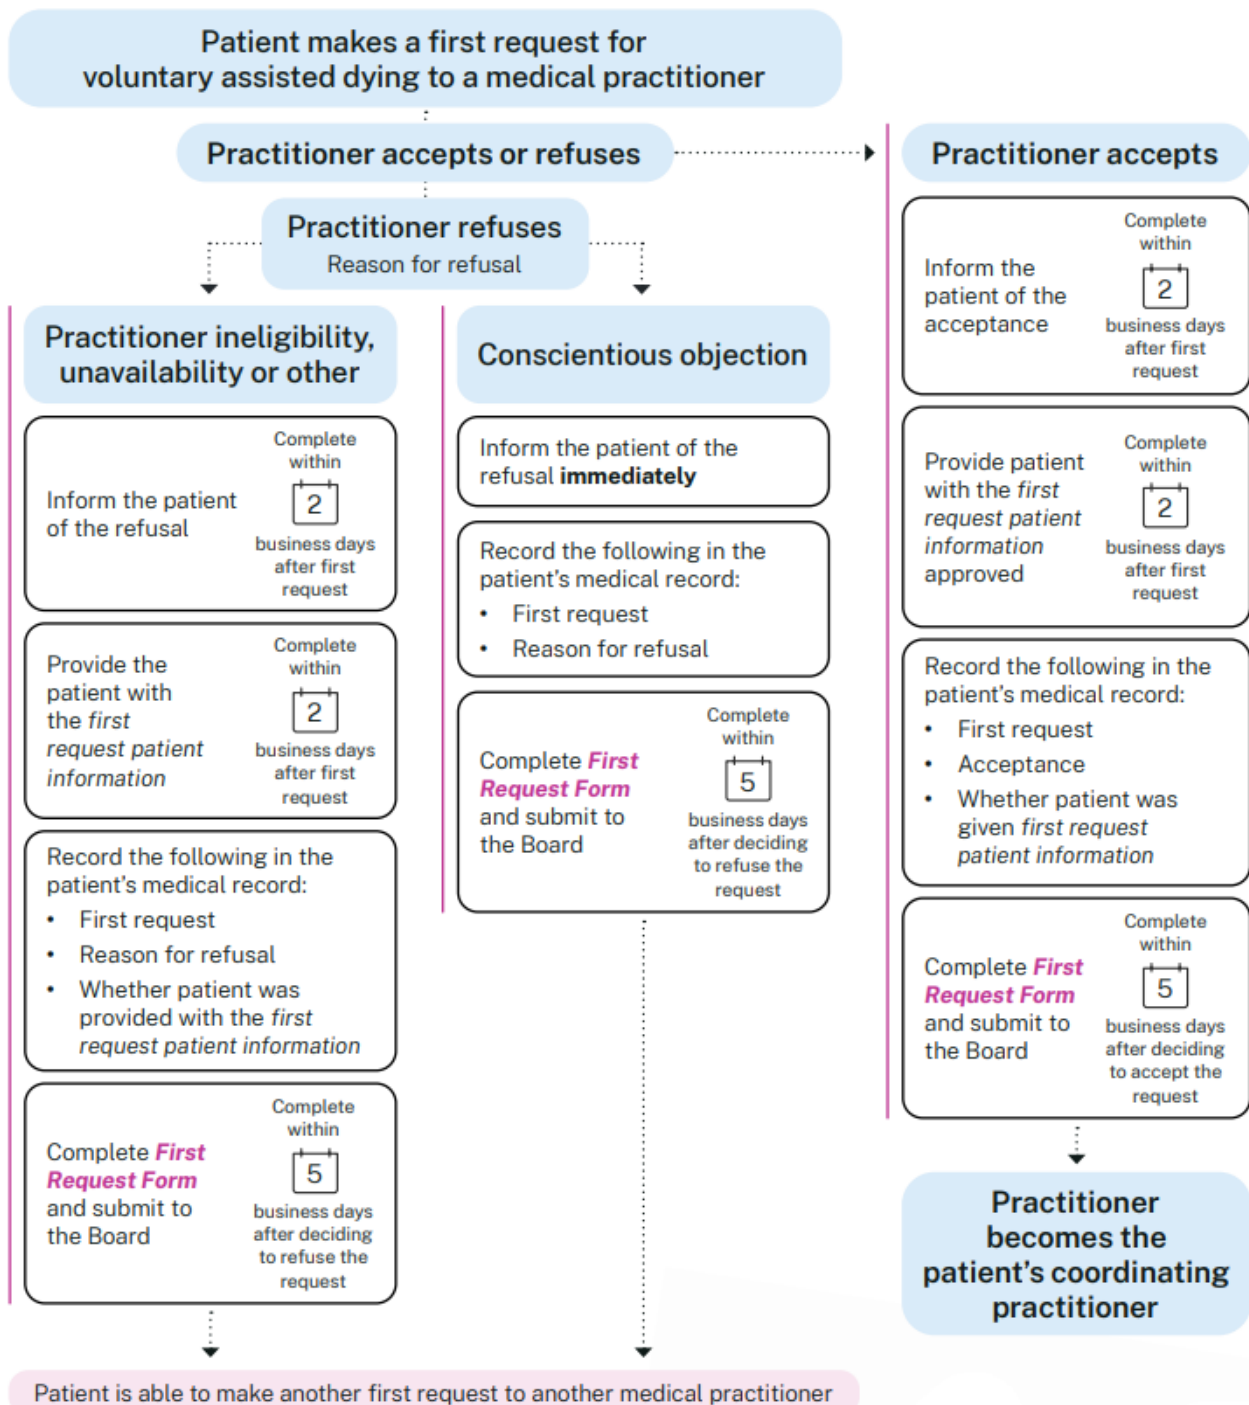 Patient makes a first request for
voluntary assisted dying to a medical practitioner
Practitioner accepts or refuses
Practitioner refuses
Reason for refusal
Practitioner ineligibility,
unavailability or other
Inform the patient
of the refusal
Complete
within
2
business days
after first
request
Provide the
patient with
the first
request patient
information
Complete
within
2
business days
after first
request
Record the following in the
patient's medical record:
• First request
• Reason for refusal
• Whether patient was
provided with the first
request patient information
Complete First
Request Form
and submit to
the Board
Complete
within
5
business days
after deciding
to refuse the
request
Conscientious objection
Inform the patient of the
refusal immediately
Record the following in the
patient's medical record:
• First request
• Reason for refusal
Complete First
Request Form
and submit to
the Board
Complete
within
5
business days
after deciding
to refuse the
request
Patient is able to make another first request to another medical practitioner
Practitioner accepts
Inform the
patient of the
acceptance
Complete
within
2
business days
after first
request
Provide patient
with the first
request patient
information
approved
Complete
within
2
business days
after first
request
Record the following in the
patient's medical record:
• First request
• Acceptance
• Whether patient was
given first request
patient information
Complete First
Request Form
and submit to
the Board
Complete
within
5
business days
after deciding
to accept the
request
Practitioner
becomes the
patient's coordinating
practitioner